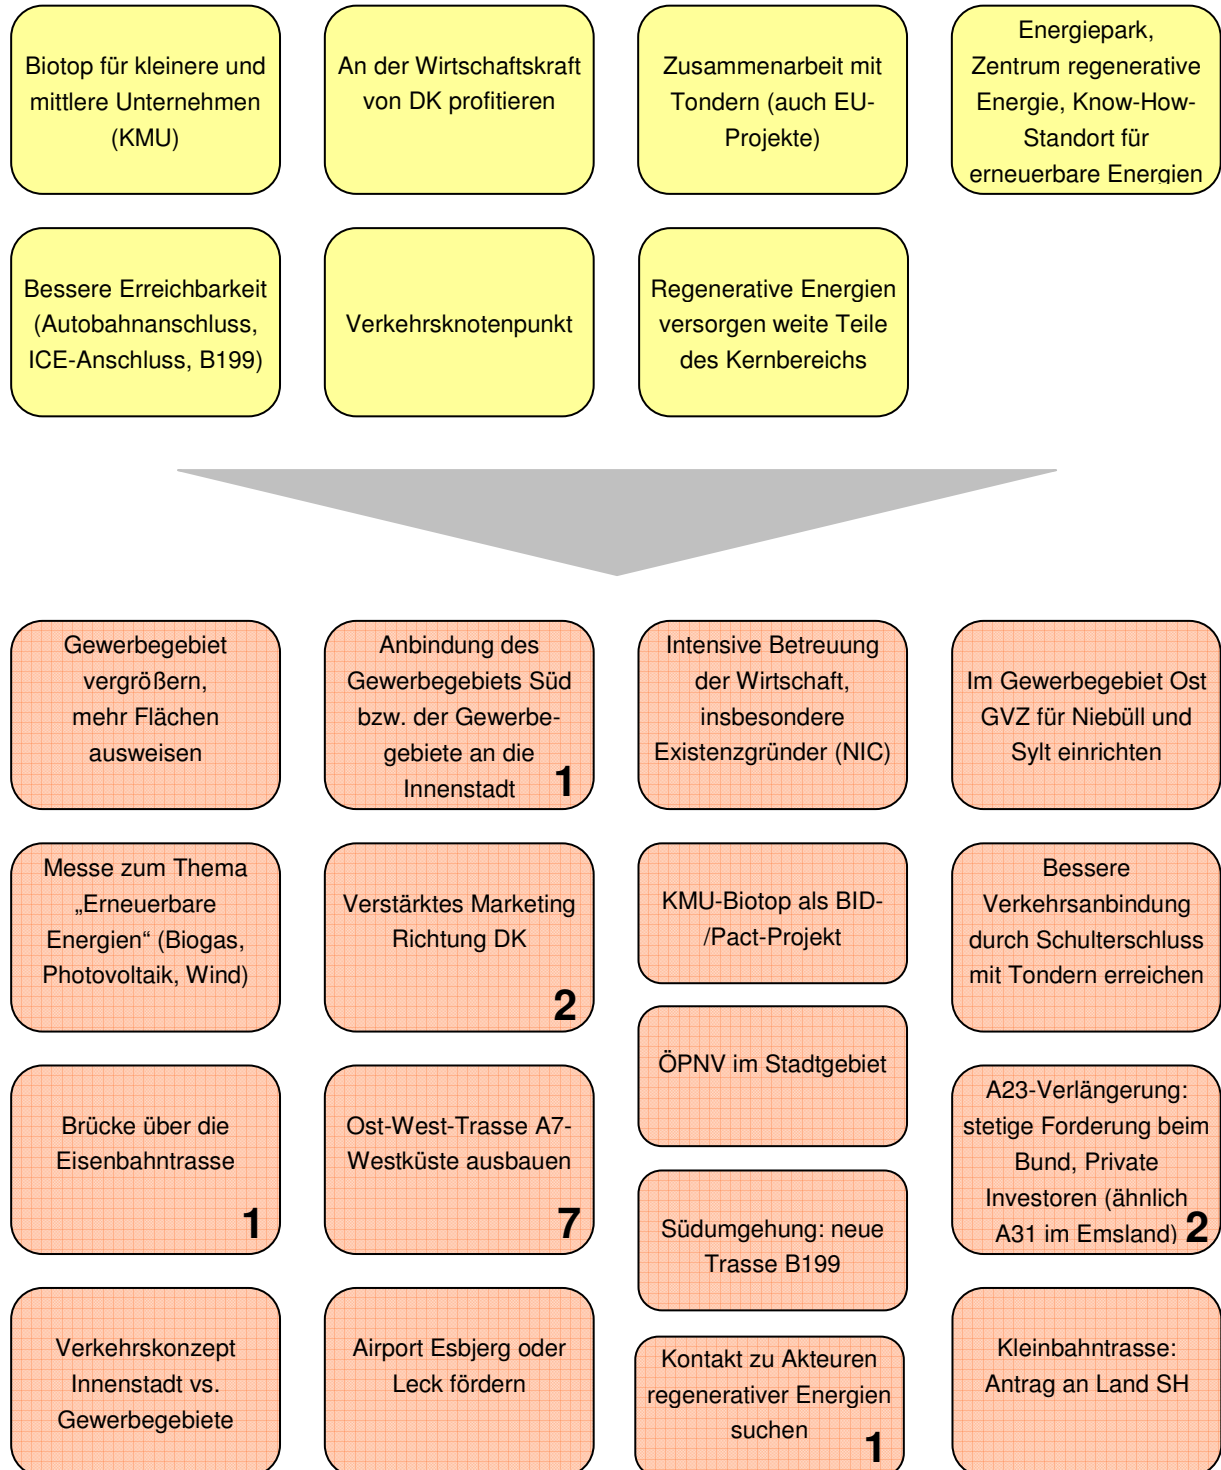 Biotop für kleinere und
mittlere Unternehmen
(KMU)
An der Wirtschaftskraft
von DK profitieren
Zusammenarbeit mit
Tondern (auch EU-
Projekte)
Energiepark,
Zentrum regenerative
Energie, Know-How-
Standort für
erneuerbare Energien
Bessere Erreichbarkeit
(Autobahnanschluss,
ICE-Anschluss, B199)
Verkehrsknotenpunkt
Regenerative Energien
versorgen weite Teile
des Kernbereichs
Gewerbegebiet
vergrößern,
mehr Flächen
ausweisen
Anbindung des
Gewerbegebiets Süd
bzw. der Gewerbe-
gebiete an die
Innenstadt
1
Intensive Betreuung
der Wirtschaft,
insbesondere
Existenzgründer (NIC)
Im Gewerbegebiet Ost
GVZ für Niebüll und
Sylt einrichten
Messe zum Thema
„Erneuerbare
Energien“ (Biogas,
Photovoltaik, Wind)
Verstärktes Marketing
Richtung DK
2
KMU-Biotop als BID-
/Pact-Projekt
Bessere
Verkehrsanbindung
durch Schulterschluss
mit Tondern erreichen
ÖPNV im Stadtgebiet
Brücke über die
Eisenbahntrasse
1
Ost-West-Trasse A7-
Westküste ausbauen
7
Südumgehung: neue
Trasse B199
A23-Verlängerung:
stetige Forderung beim
Bund, Private
Investoren (ähnlich
A31 im Emsland)
2
Verkehrskonzept
Innenstadt vs.
Gewerbegebiete
Airport Esbjerg oder
Leck fördern
Kontakt zu Akteuren
regenerativer Energien
suchen
1
Kleinbahntrasse:
Antrag an Land SH